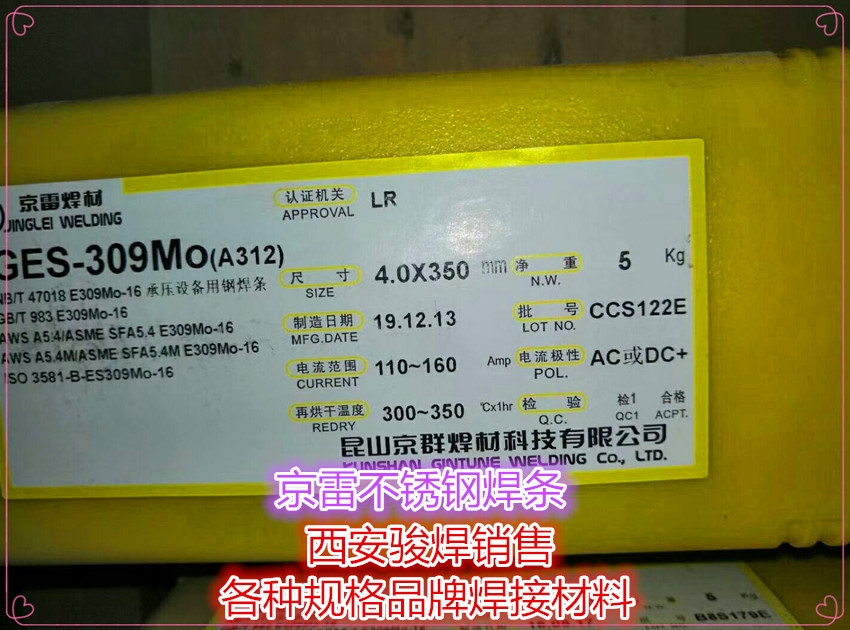 京雷焊材
JINGLEI WELDING
认证机关 LR
APPROVAL
GES-309Mo(A312)
NB/T 47018 E309Mo-16 承压设备用钢焊条
GB/T 983 E309Mo-16
AWS A5.4/ASME SFA5.4 E309Mo-16
AWS A5.4M/ASME SFA5.4M E309Mo-16
ISO 3581-B-ES309Mo-16
尺寸 4.0X350 mm
SIZE
净重 5 Kg
N.W.
制造日期 19.12.13
MFG.DATE
批号 CCS122E
LOT NO.
电流范围 110~160 Amp
CURRENT
电流极性 AC或DC+
POL.
再烘干温度 300~350 ℃x1hr
REDRY
检验 检1 合格
Q.C. QC1 ACPT.
昆山京群焊材科技有限公司
KUNSHAN GINTUNE WELDING Co., LTD.
京雷不锈钢焊条
西安骏焊销售
各种规格品牌焊接材料
5 Kg
B8S179E